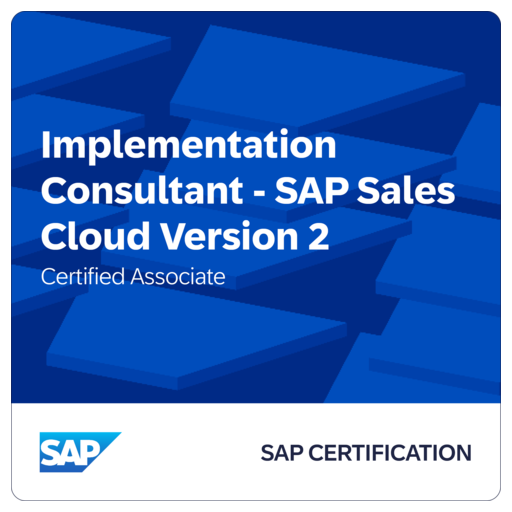 Implementation
Consultant - SAP Sales
Cloud Version 2
Certified Associate
SAP
SAP CERTIFICATION